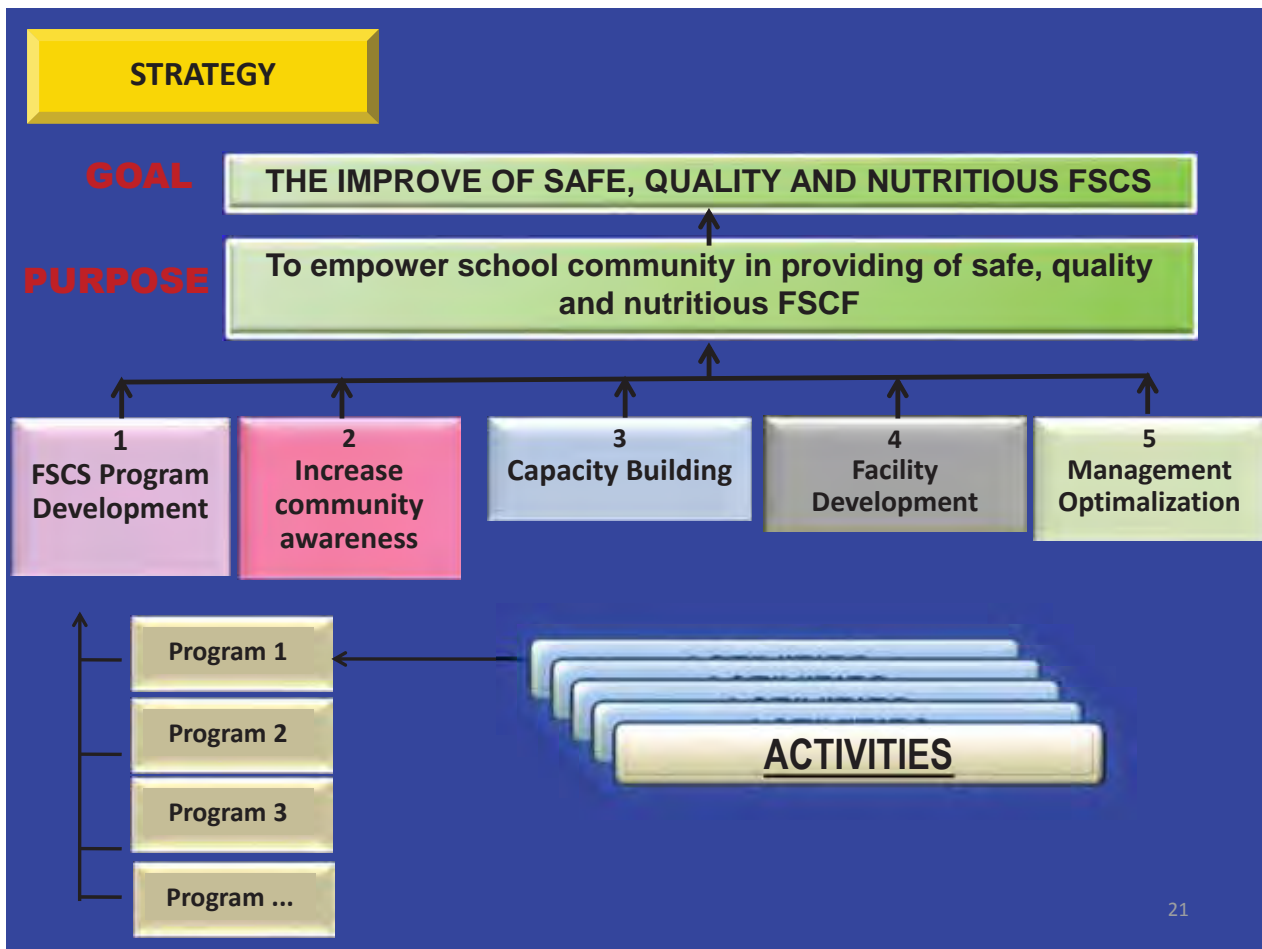 STRATEGY
GOAL
THE IMPROVE OF SAFE, QUALITY AND NUTRITIOUS FSCS
PURPOSE
To empower school community in providing of safe, quality
and nutritious FSCF
1
FSCS Program
Development
2
Increase
community
awareness
3
Capacity Building
4
Facility
Development
5
Management
Optimalization
Program 1
Program 2
Program 3
Program ...
ACTIVITIES
21